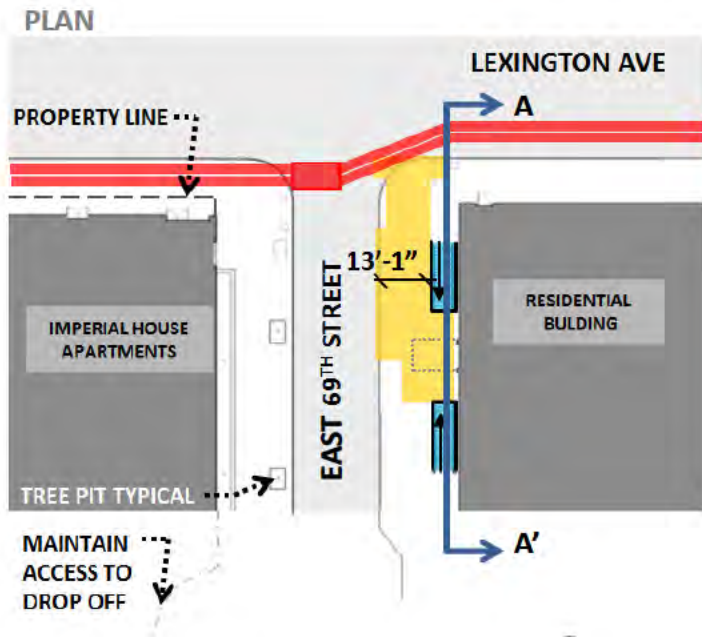 PLAN
LEXINGTON AVE
A
PROPERTY LINE
13'-1"
EAST 69TH STREET
IMPERIAL HOUSE
APARTMENTS
RESIDENTIAL
BULDING
TREE PIT TYPICAL
MAINTAIN
ACCESS TO
DROP OFF
A'